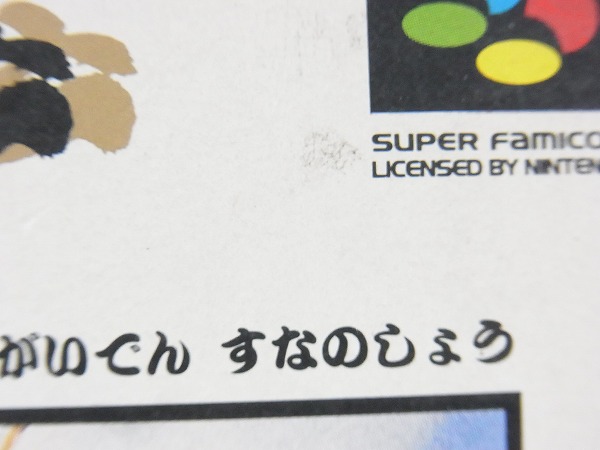 SUPER FAMICO
LICENSED BY NINTEN
がいでん すなのしょう